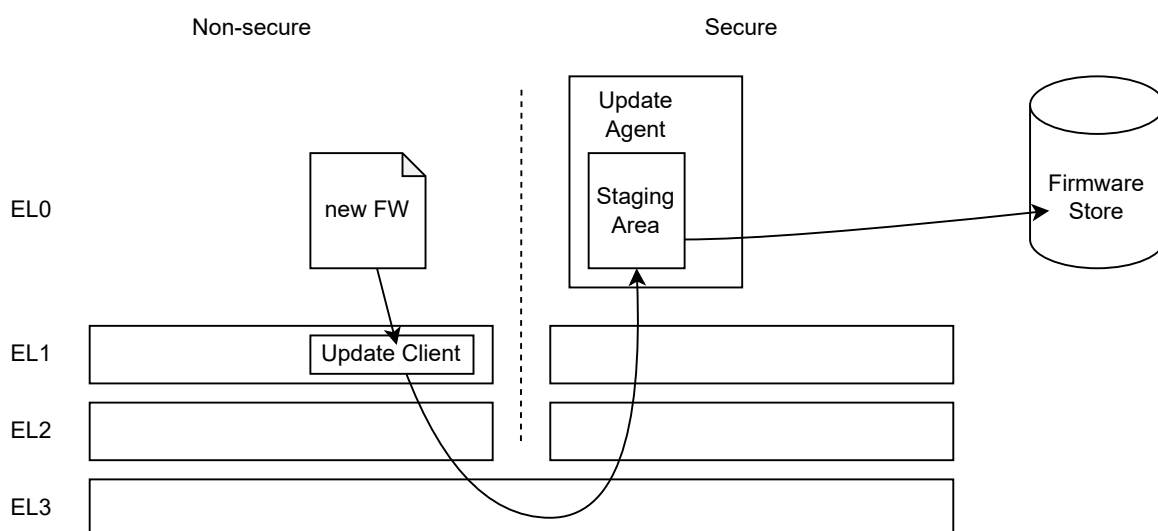 Non-secure
Secure
Update
Agent
EL0
new FW
Staging
Area
Firmware
Store
EL1
Update Client
EL2
EL3